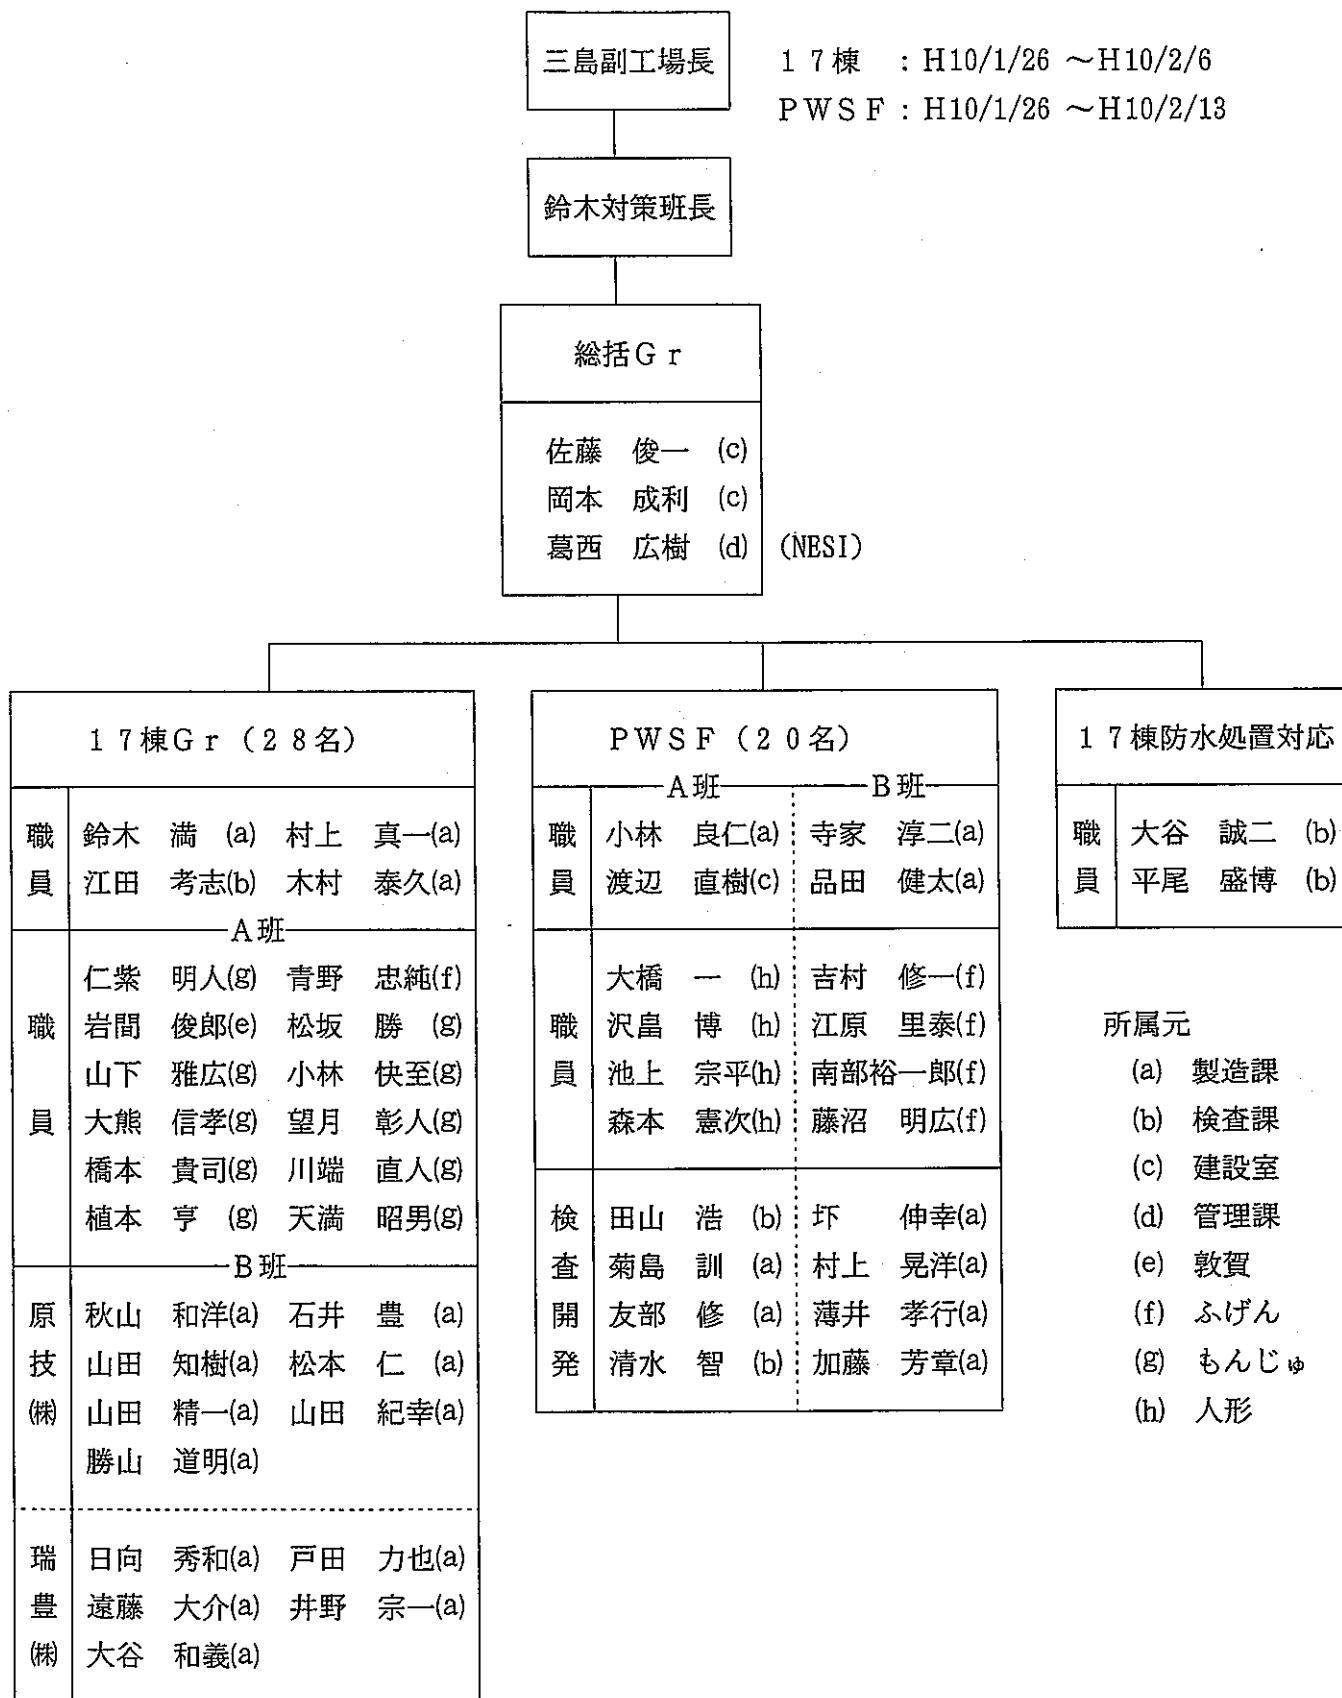 三島副工場長
17棟 : H10/1/26 ～H10/2/6
PWSF : H10/1/26 ～H10/2/13
鈴木対策班長
総括Gr
佐藤 俊一 (c)
岡本 成利 (c)
葛西 広樹 (d) (NESI)
17棟Gr (28名)
職員
鈴木 満 (a) 村上 真一(a)
江田 考志(b) 木村 泰久(a)
A班
職員
仁紫 明人(g) 青野 忠純(f)
岩間 俊郎(e) 松坂 勝 (g)
山下 雅広(g) 小林 快至(g)
大熊 信孝(g) 望月 彰人(g)
橋本 貴司(g) 川端 直人(g)
植本 亨 (g) 天満 昭男(g)
B班
原技㈱
秋山 和洋(a) 石井 豊 (a)
山田 知樹(a) 松本 仁 (a)
山田 精一(a) 山田 紀幸(a)
勝山 道明(a)
瑞豊㈱
日向 秀和(a) 戸田 力也(a)
遠藤 大介(a) 井野 宗一(a)
大谷 和義(a)
PWSF (20名)
A班 B班
職員
小林 良仁(a) 寺家 淳二(a)
渡辺 直樹(c) 品田 健太(a)
職員
大橋 一 (h) 吉村 修一(f)
沢畠 博 (h) 江原 里泰(f)
池上 宗平(h) 南部裕一郎(f)
森本 憲次(h) 藤沼 明広(f)
検査開発
田山 浩 (b) 圷 伸幸(a)
菊島 訓 (a) 村上 晃洋(a)
友部 修 (a) 薄井 孝行(a)
清水 智 (b) 加藤 芳章(a)
17棟防水処置対応
職員
大谷 誠二 (b)
平尾 盛博 (b)
所属元
(a) 製造課
(b) 検査課
(c) 建設室
(d) 管理課
(e) 敦賀
(f) ふげん
(g) もんじゅ
(h) 人形